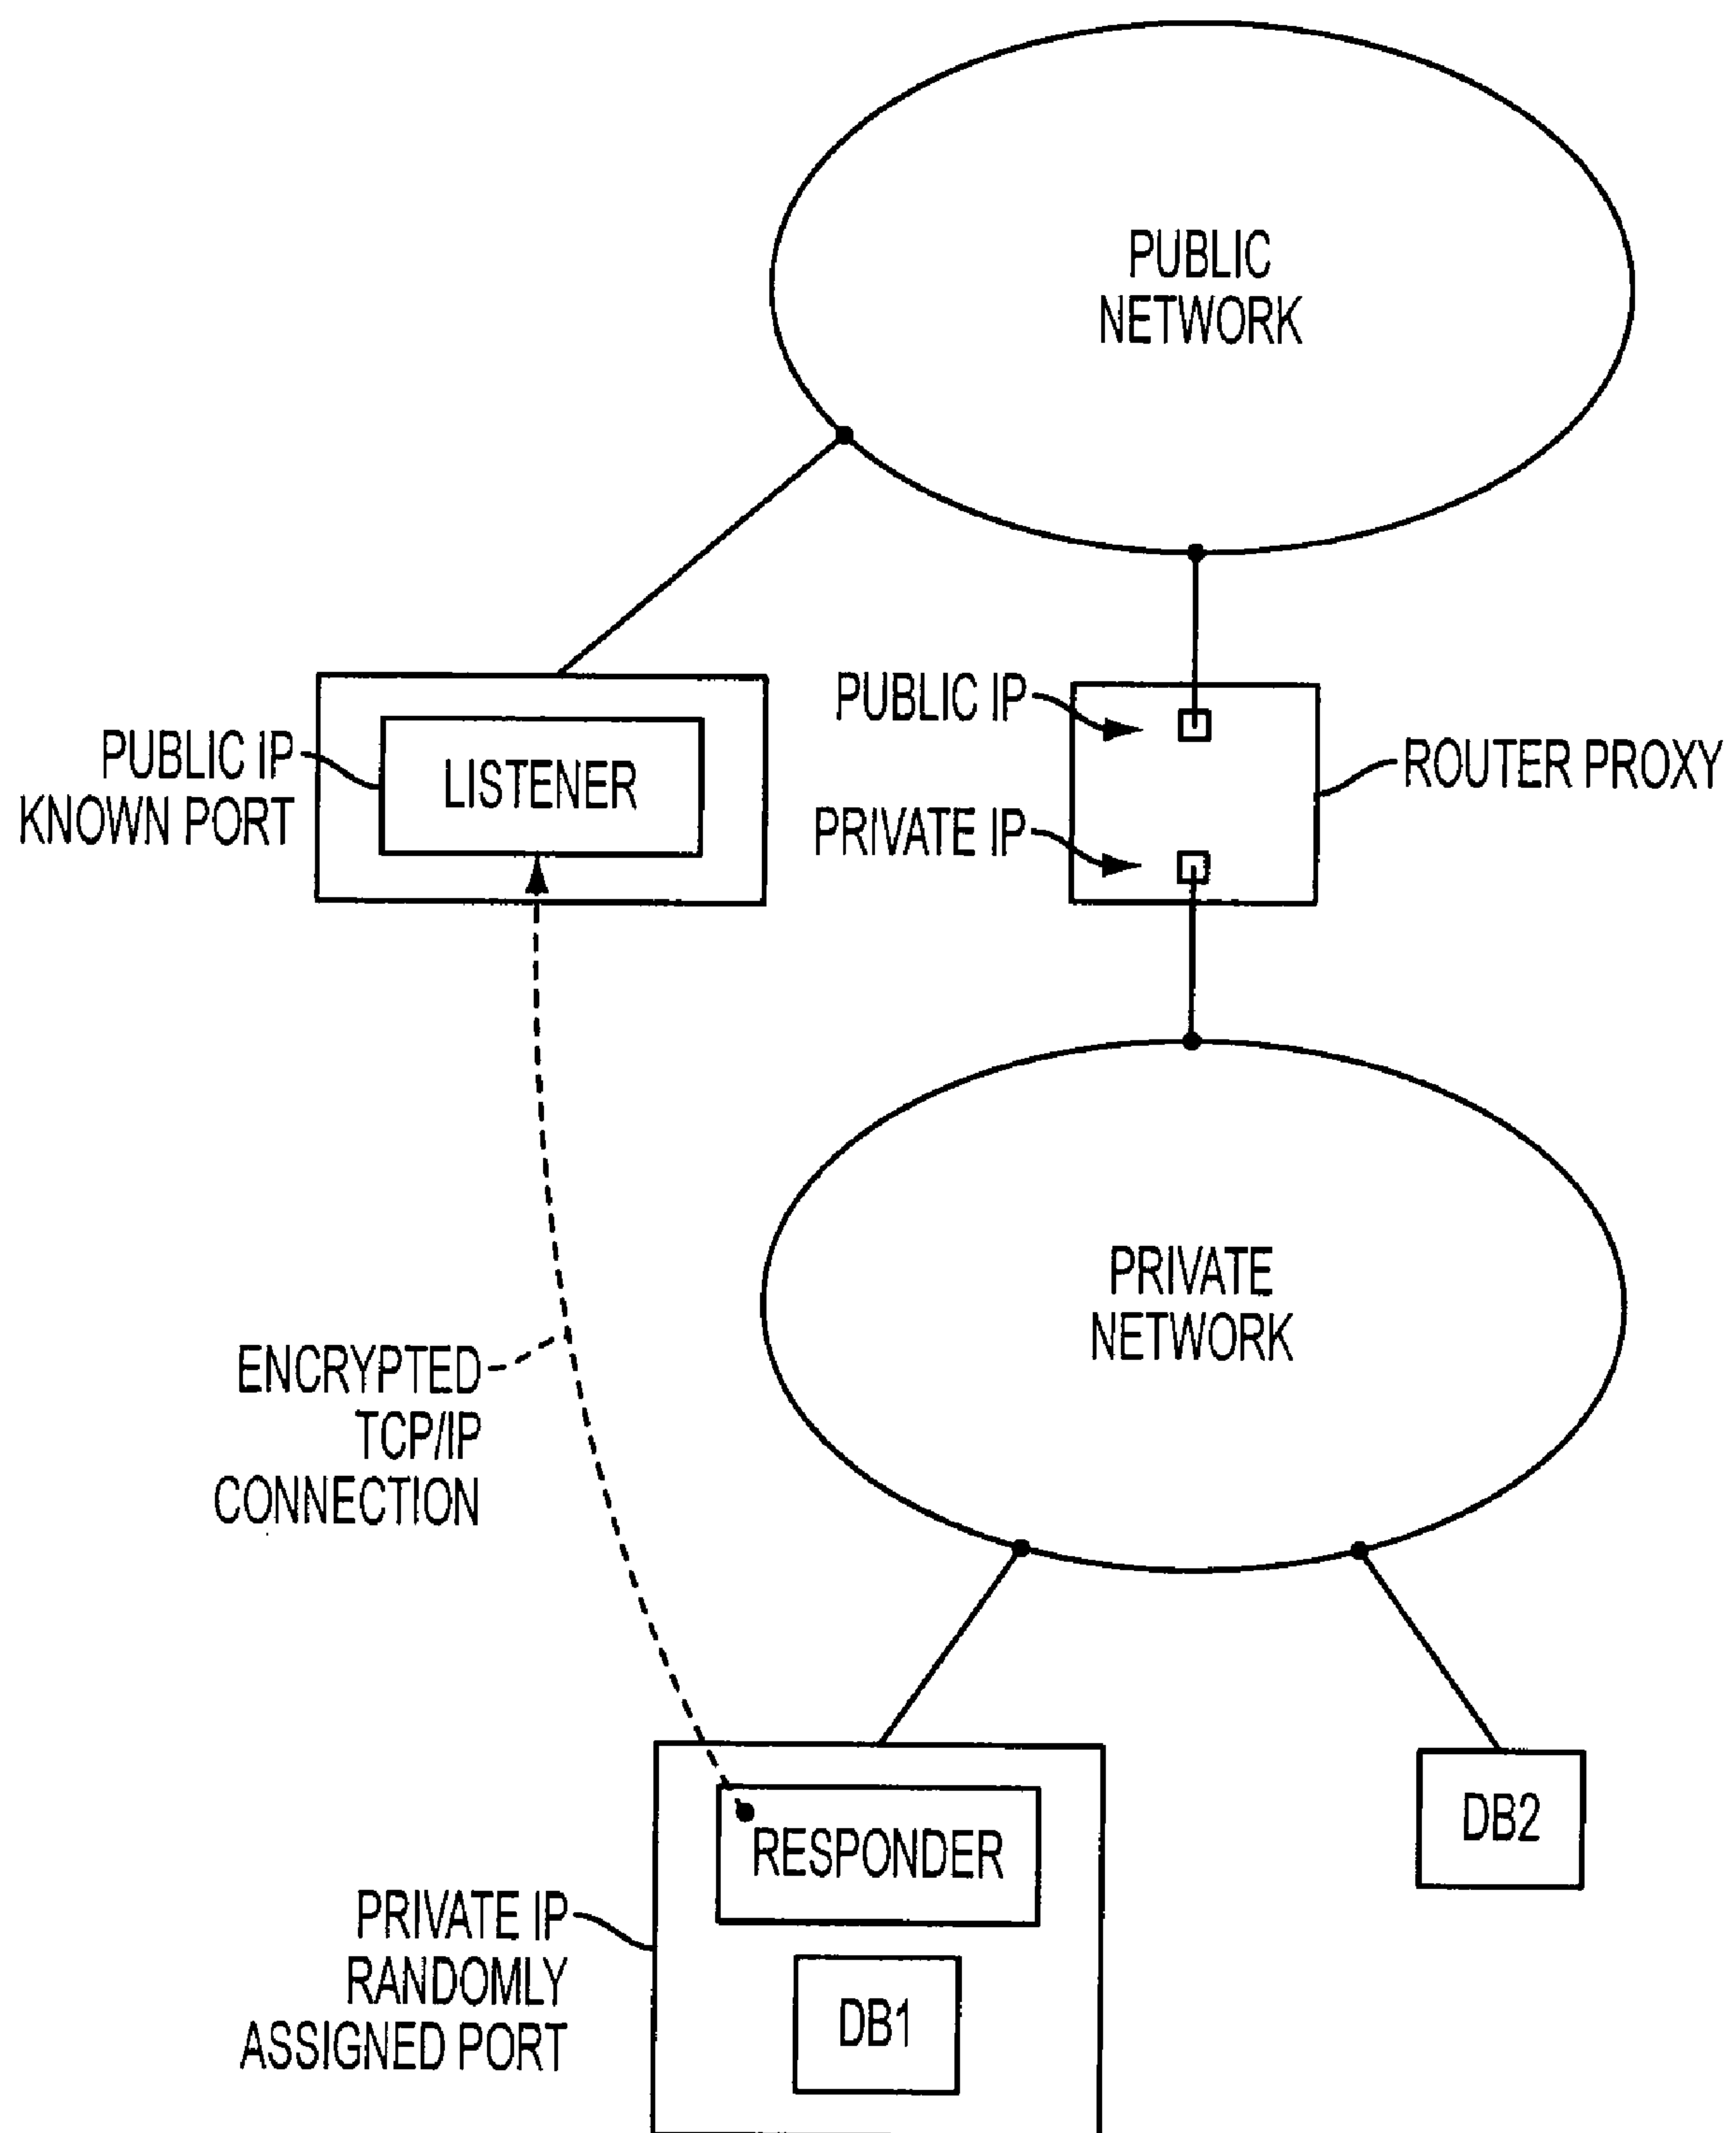 PUBLIC
NETWORK
PUBLIC IP
KNOWN PORT
LISTENER
PUBLIC IP
PRIVATE IP
ROUTER PROXY
ENCRYPTED
TCP/IP
CONNECTION
PRIVATE
NETWORK
RESPONDER
DB2
PRIVATE IP
RANDOMLY
ASSIGNED PORT
DB1